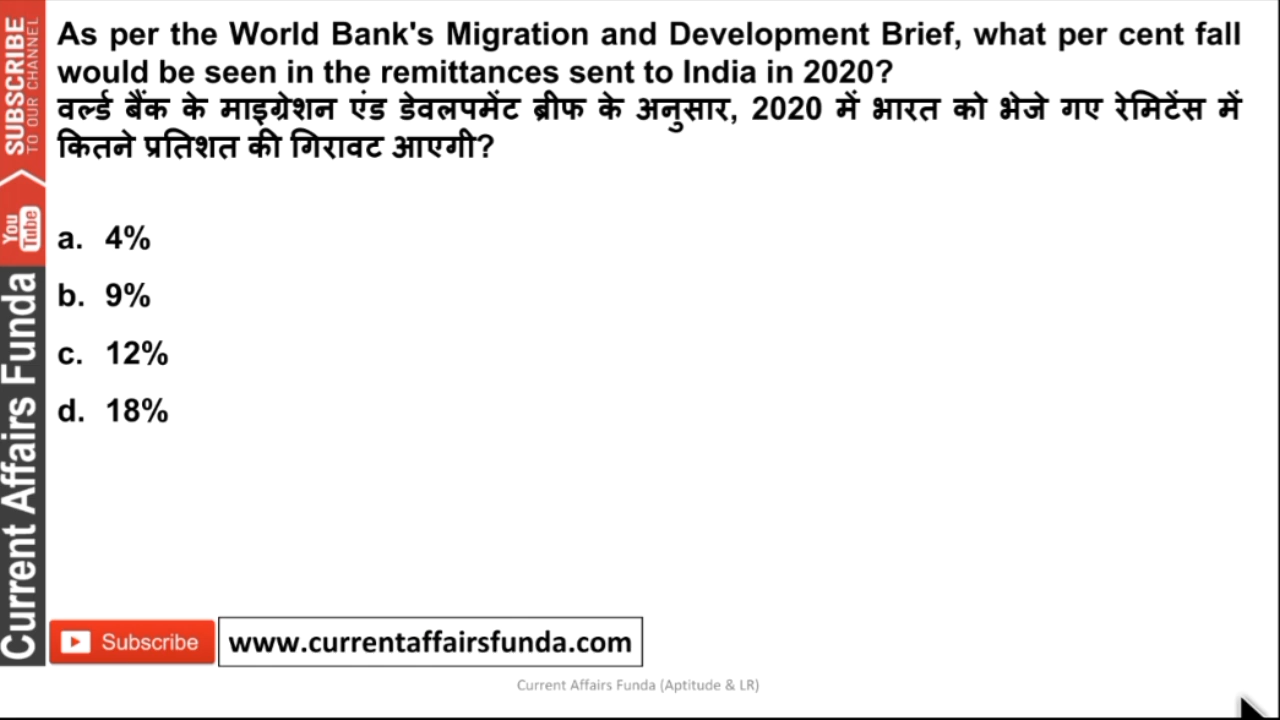 As per the World Bank's Migration and Development Brief, what per cent fall
would be seen in the remittances sent to India in 2020?
वर्ल्ड बैंक के माइग्रेशन एंड डेवलपमेंट ब्रीफ के अनुसार, 2020 में भारत को भेजे गए रेमिटेंस में
कितने प्रतिशत की गिरावट आएगी?
a. 4%
b. 9%
c. 12%
d. 18%
SUBSCRIBE
TO OUR CHANNEL
You
Tube
Current Affairs Funda
Subscribe
www.currentaffairsfunda.com
Current Affairs Funda (Aptitude & LR)